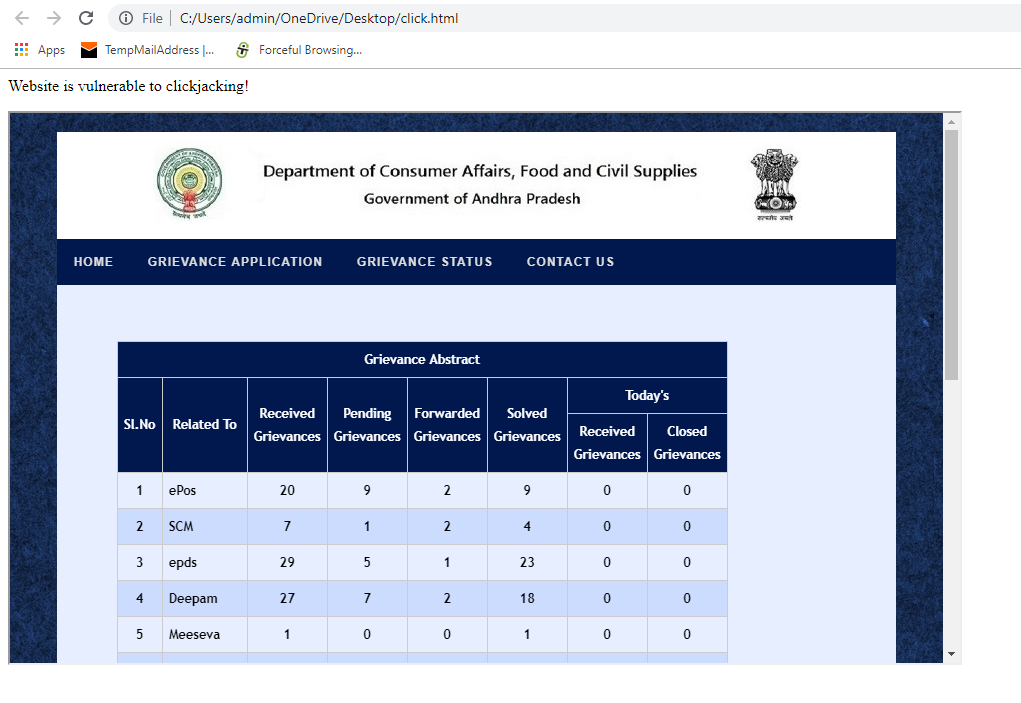 File | C:/Users/admin/OneDrive/Desktop/click.html
Apps TempMailAddress |... Forceful Browsing...
Website is vulnerable to clickjacking!
Department of Consumer Affairs, Food and Civil Supplies
Government of Andhra Pradesh
HOME GRIEVANCE APPLICATION GRIEVANCE STATUS CONTACT US
Grievance Abstract
Sl.No Related To Received Grievances Pending Grievances Forwarded Grievances Solved Grievances Today's
Received Grievances Closed Grievances
1 ePos 20 9 2 9 0 0
2 SCM 7 1 2 4 0 0
3 epds 29 5 1 23 0 0
4 Deepam 27 7 2 18 0 0
5 Meeseva 1 0 0 1 0 0